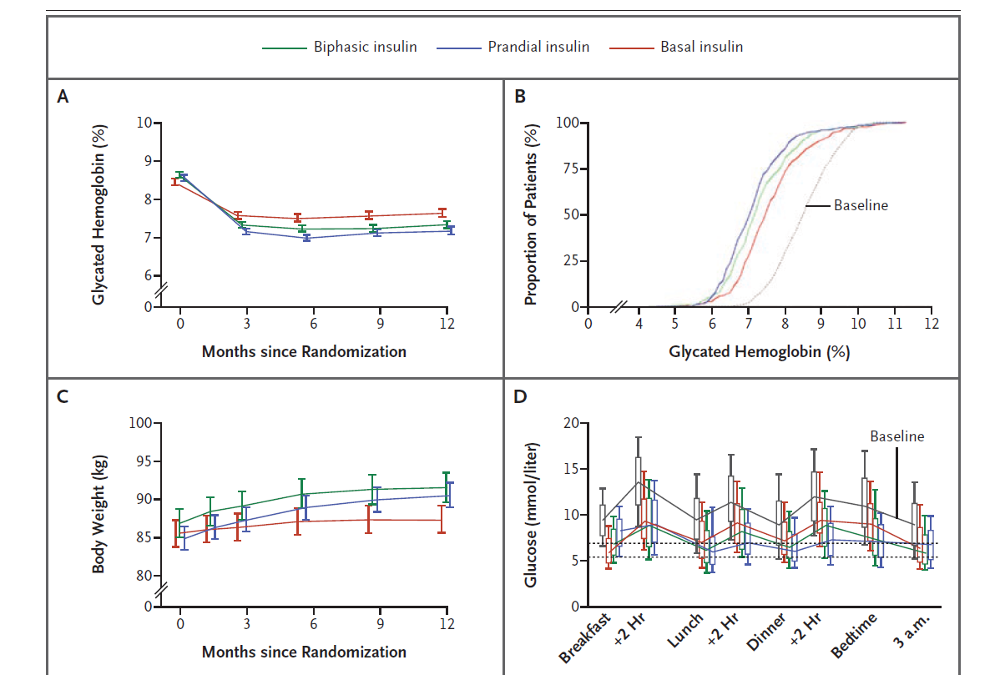 Biphasic insulin Prandial insulin Basal insulin
A
Glycated Hemoglobin (%)
10
9
8
7
6
0
0 3 6 9 12
Months since Randomization
B
Proportion of Patients (%)
100
75
50
25
0
Baseline
0 4 5 6 7 8 9 10 11 12
Glycated Hemoglobin (%)
C
Body Weight (kg)
100
95
90
85
80
0
0 3 6 9 12
Months since Randomization
D
Glucose (mmol/liter)
20
15
10
5
0
Baseline
Breakfast +2 Hr Lunch +2 Hr Dinner +2 Hr Bedtime 3 a.m.